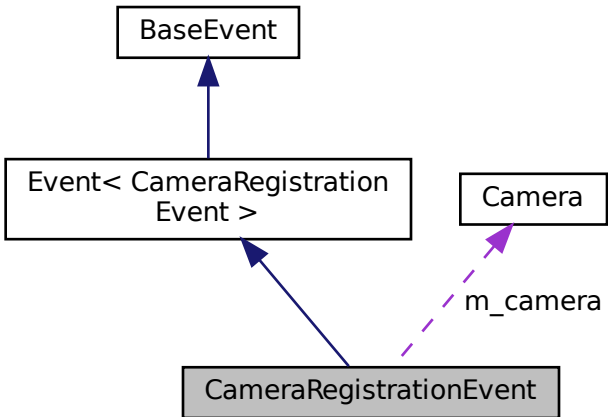 BaseEvent
Event< CameraRegistration
Event >
Camera
m_camera
CameraRegistrationEvent